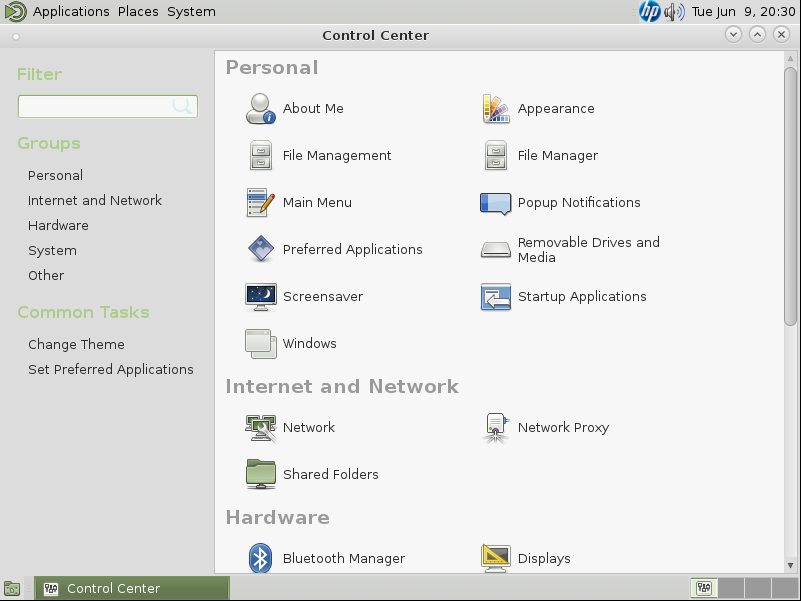 Applications Places System
hp
Tue Jun 9, 20:30
Control Center
Filter
Groups
Personal
Internet and Network
Hardware
System
Other
Common Tasks
Change Theme
Set Preferred Applications
Personal
About Me
Appearance
File Management
File Manager
Main Menu
Popup Notifications
Preferred Applications
Removable Drives and
Media
Screensaver
Startup Applications
Windows
Internet and Network
Network
Network Proxy
Shared Folders
Hardware
Bluetooth Manager
Displays
Control Center